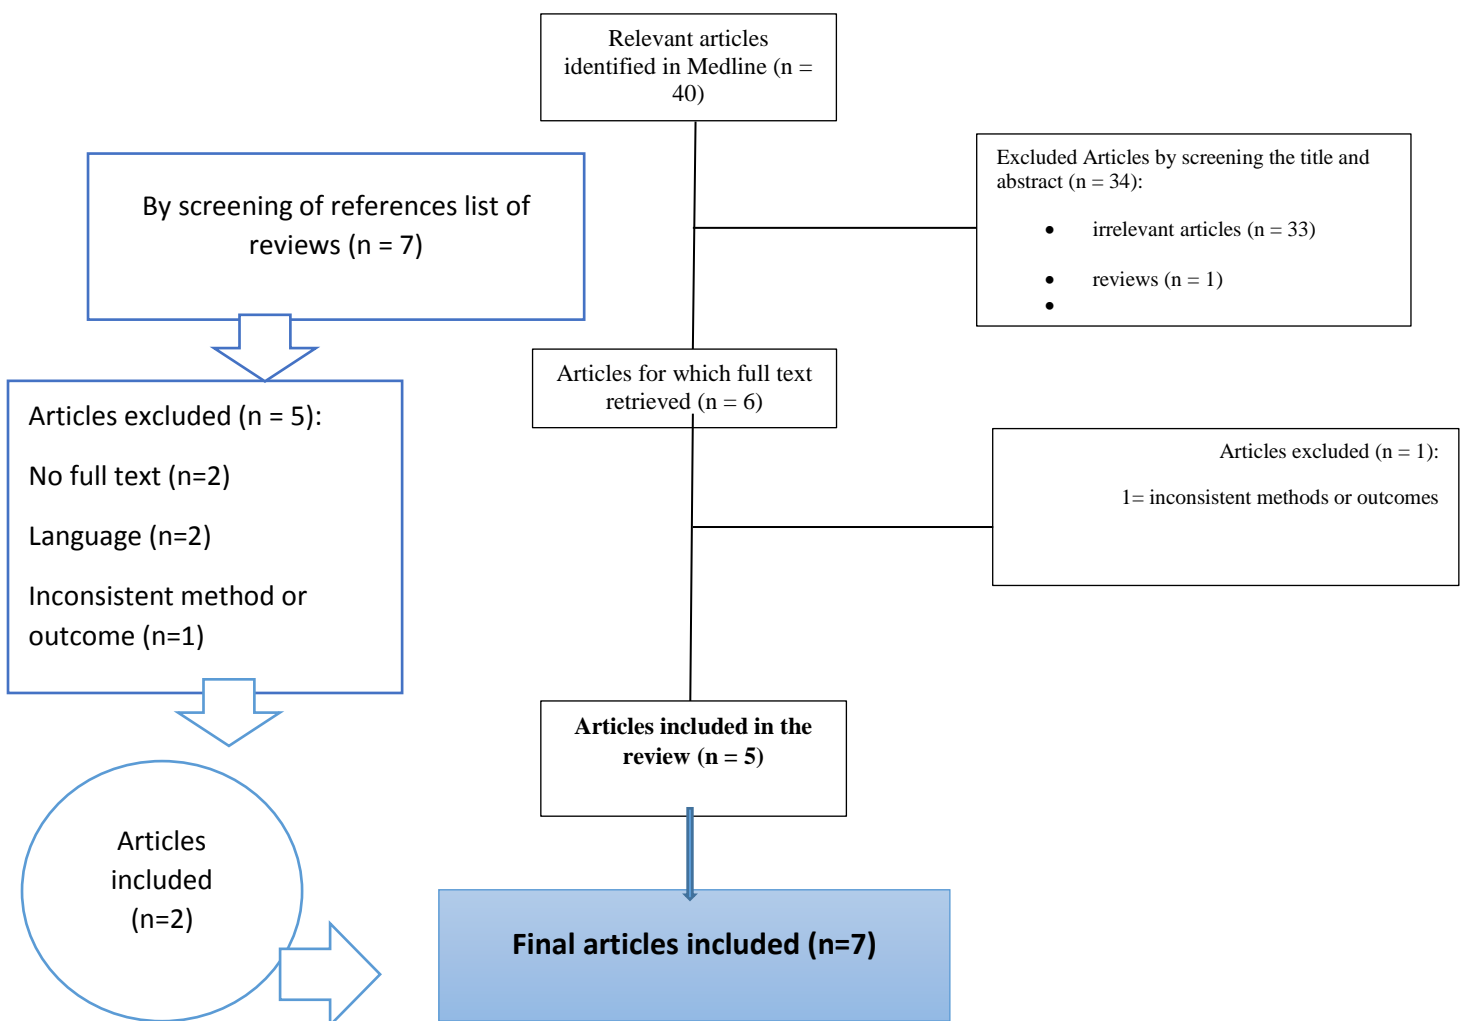 Relevant articles
identified in Medline (n =
40)
Excluded Articles by screening the title and
abstract (n = 34):
• irrelevant articles (n = 33)
• reviews (n = 1)
•
By screening of references list of
reviews (n = 7)
Articles for which full text
retrieved (n = 6)
Articles excluded (n = 5):
No full text (n=2)
Language (n=2)
Inconsistent method or
outcome (n=1)
Articles excluded (n = 1):
1= inconsistent methods or outcomes
Articles included in the
review (n = 5)
Articles
included
(n=2)
Final articles included (n=7)